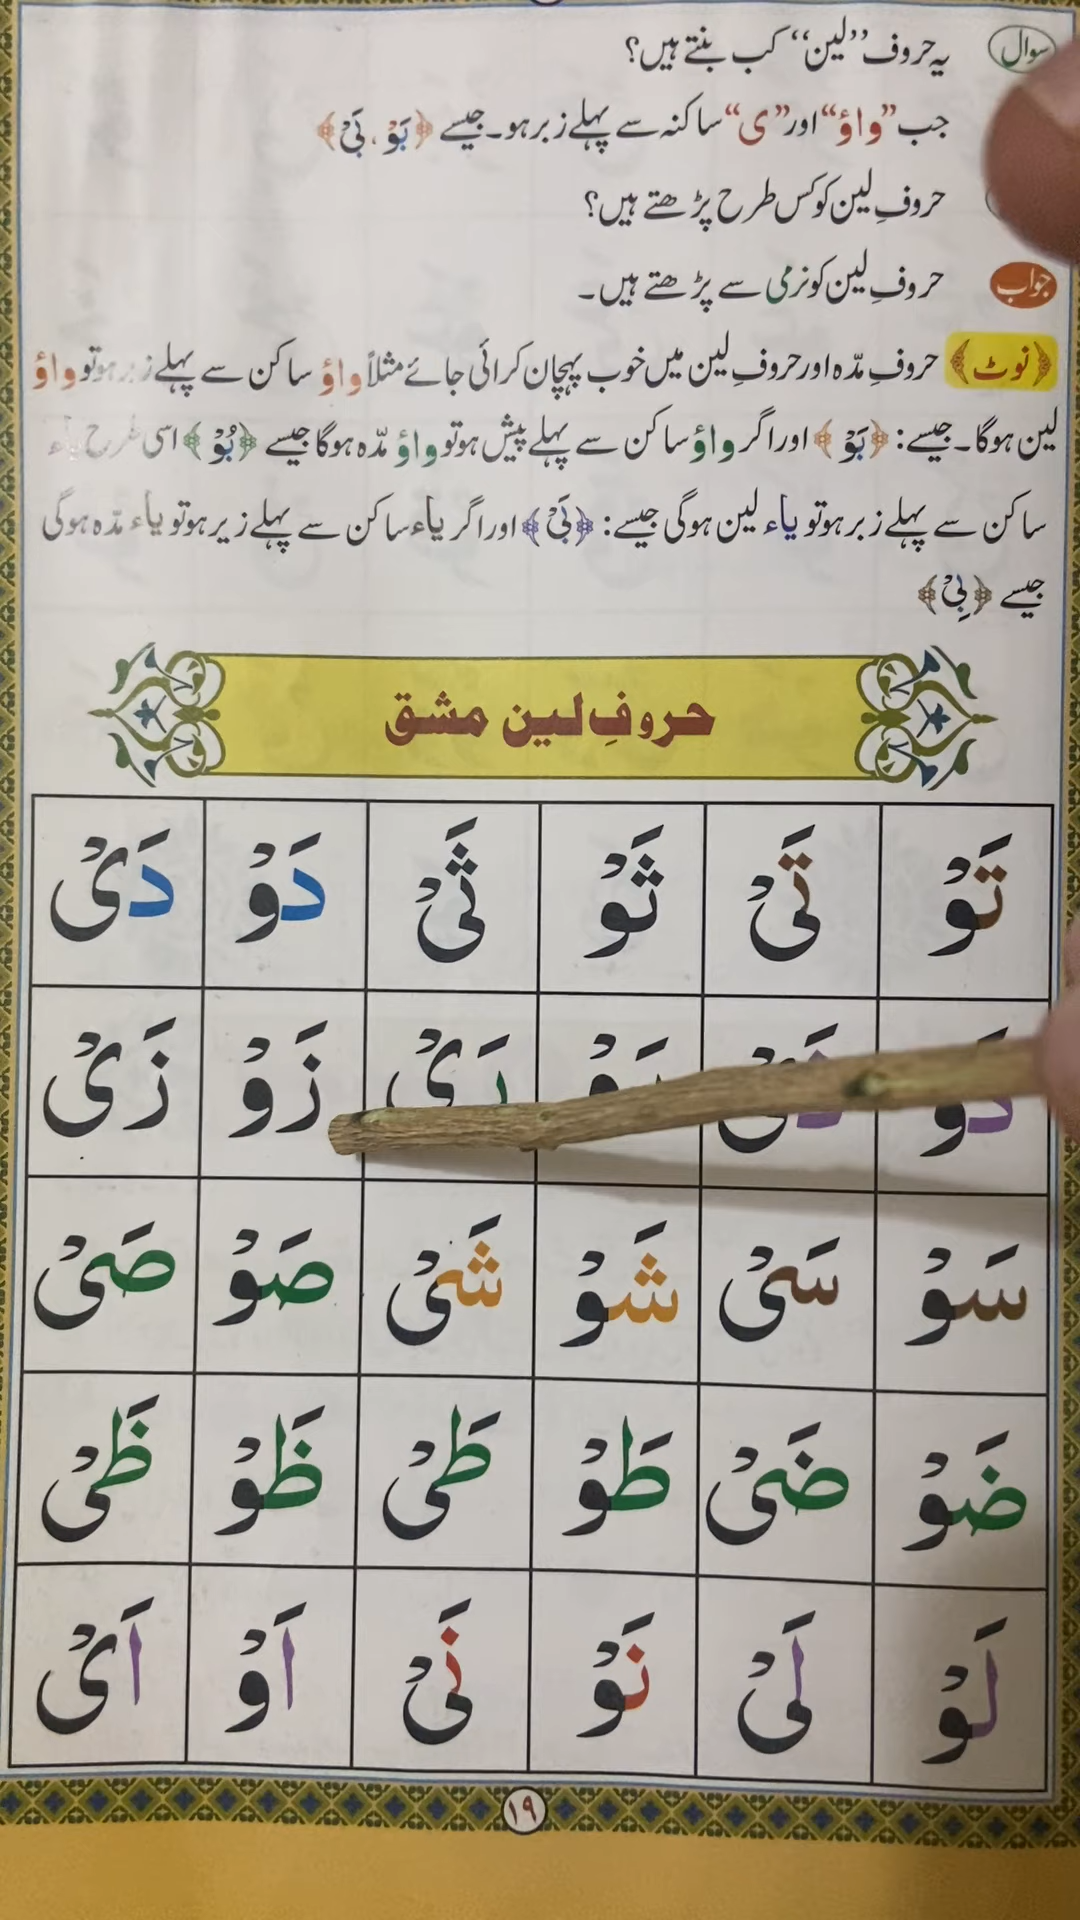 سوال یہ حروف ”لین“ کب بنتے ہیں؟
جب ”واؤ“ اور ”ی“ ساکنہ سے پہلے زبر ہو۔ جیسے ﴿بَوْ، بَیْ﴾
حروفِ لین کو کس طرح پڑھتے ہیں؟
جواب حروفِ لین کو نرمی سے پڑھتے ہیں۔
﴿نوٹ﴾ حروفِ مدّہ اور حروفِ لین میں خوب پہچان کرائی جائے مثلاً واؤ ساکن سے پہلے زبر ہو تو واؤ
لین ہوگا۔ جیسے: ﴿بَوْ﴾ اور اگر واؤ ساکن سے پہلے پیش ہو تو واؤ مدّہ ہوگا جیسے ﴿بُوْ﴾ اسی طرح یاء
ساکن سے پہلے زبر ہو تو یاء لین ہوگی جیسے: ﴿بَیْ﴾ اور اگر یاء ساکن سے پہلے زیر ہو تو یاء مدّہ ہوگی
جیسے ﴿بِیْ﴾
حروفِ لین مشق
تَوْ تَیْ ثَوْ ثَیْ دَوْ دَیْ
ذَوْ ذَیْ رَوْ رَیْ زَوْ زَیْ
سَوْ سَیْ شَوْ شَیْ صَوْ صَیْ
ضَوْ ضَیْ طَوْ طَیْ ظَوْ ظَیْ
لَوْ لَیْ نَوْ نَیْ اَوْ اَیْ
١٩